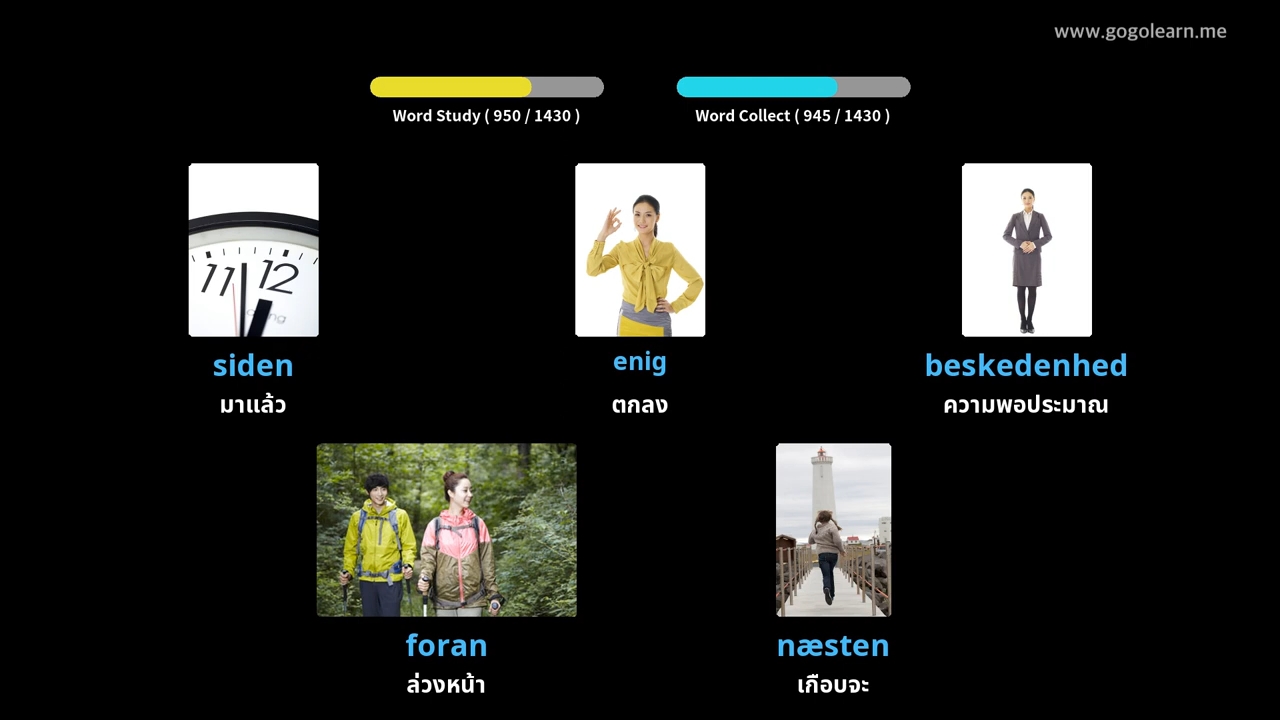 www.gogolearn.me
Word Study ( 950 / 1430 )
Word Collect ( 945 / 1430 )
11 12
siden
มาแล้ว
enig
ตกลง
beskedenhed
ความพอประมาณ
foran
ล่วงหน้า
næsten
เกือบจะ